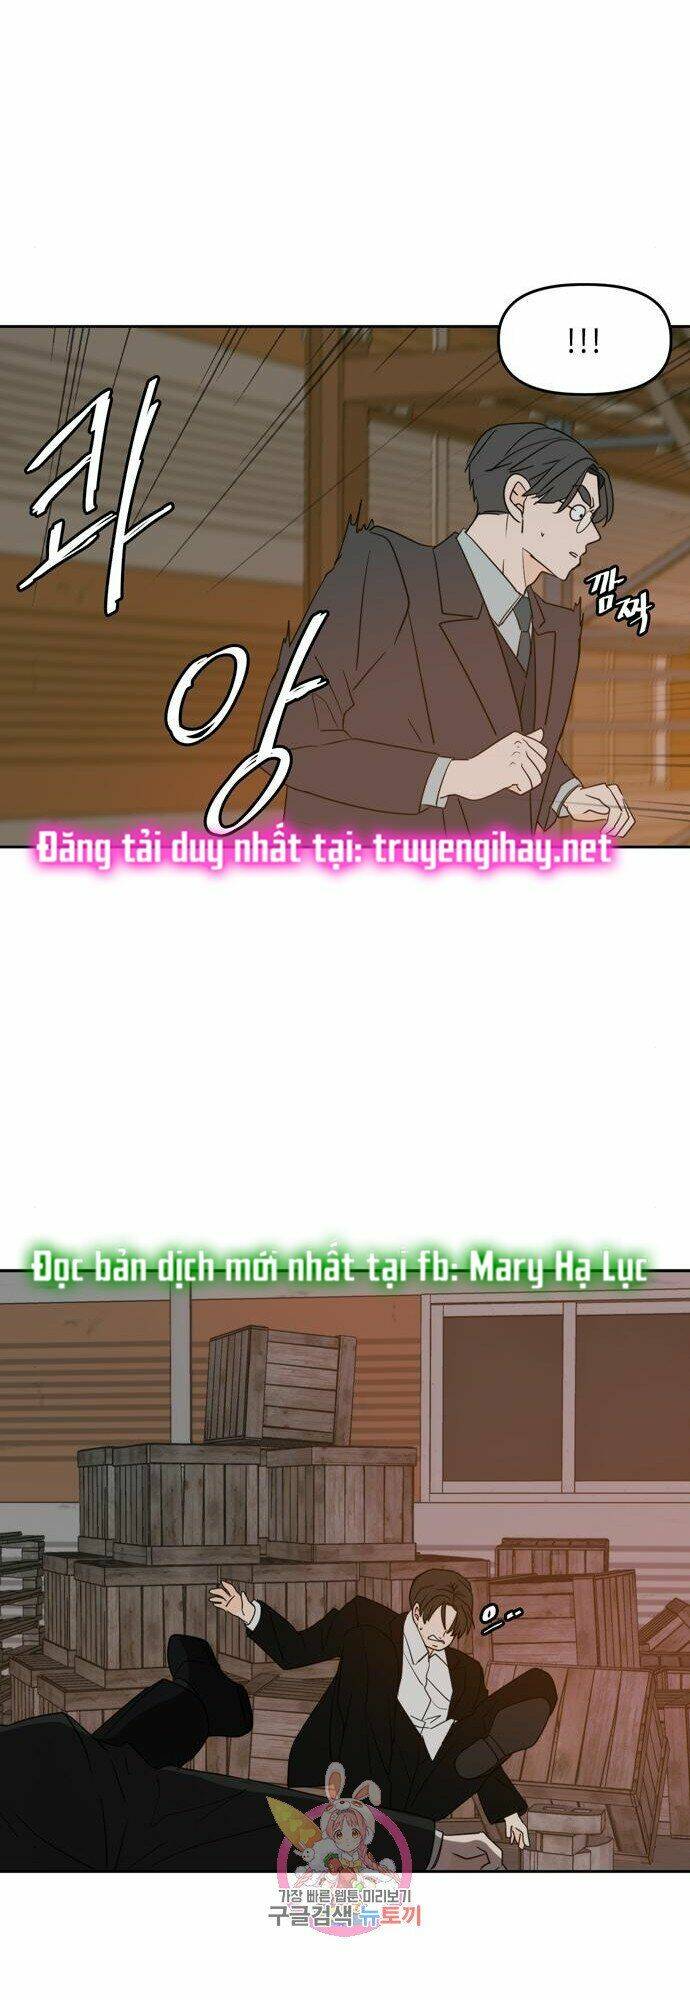 !!!
콰
앙
깜짝
Đăng tải duy nhất tại: truyengihay.net
Đọc bản dịch mới nhất tại fb: Mary Hạ Lục
으...
가장 빠른 웹툰 미리보기
구글검색 뉴토끼